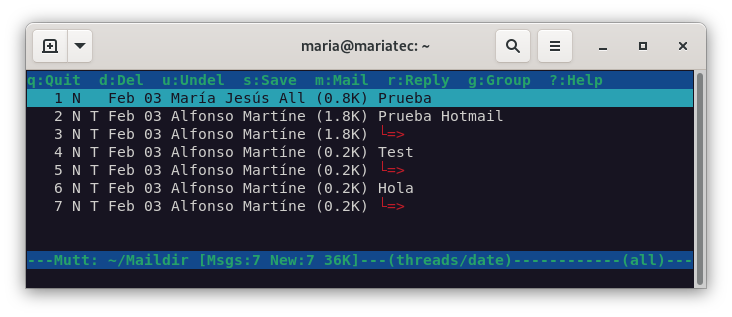 maria@mariatec: ~
q:Quit  d:Del  u:Undel  s:Save  m:Mail  r:Reply  g:Group  ?:Help
1 N   Feb 03 María Jesús All (0.8K) Prueba
2 N T Feb 03 Alfonso Martíne (1.8K) Prueba Hotmail
3 N T Feb 03 Alfonso Martíne (1.8K) └=>
4 N T Feb 03 Alfonso Martíne (0.2K) Test
5 N T Feb 03 Alfonso Martíne (0.2K) └=>
6 N T Feb 03 Alfonso Martíne (0.2K) Hola
7 N T Feb 03 Alfonso Martíne (0.2K) └=>
---Mutt: ~/Maildir [Msgs:7 New:7 36K]---(threads/date)------------(all)---